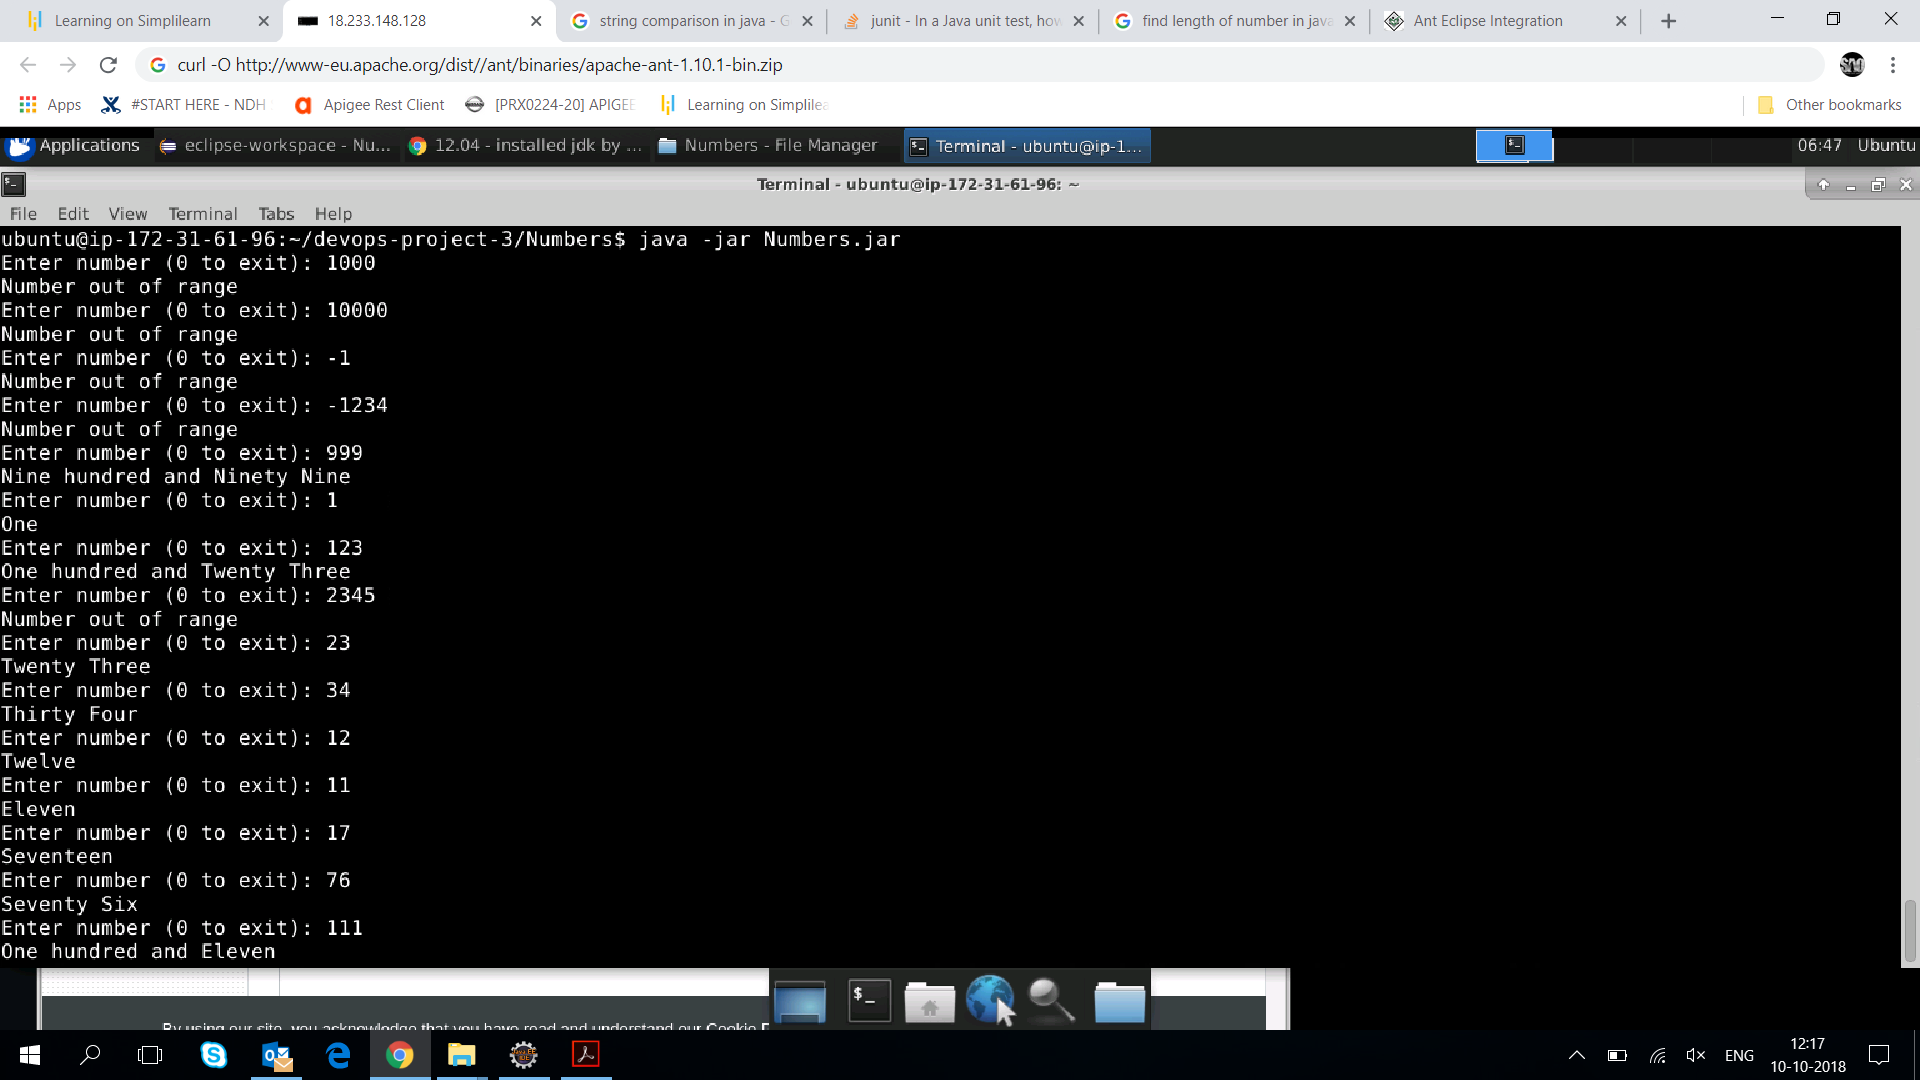 Learning on Simplilearn
18.233.148.128
string comparison in java - G
junit - In a Java unit test, how
find length of number in java
Ant Eclipse Integration
curl -O http://www-eu.apache.org/dist//ant/binaries/apache-ant-1.10.1-bin.zip
Apps
#START HERE - NDH
Apigee Rest Client
[PRX0224-20] APIGEE
Learning on Simplilea
Other bookmarks
Applications
eclipse-workspace - Nu...
12.04 - installed jdk by ...
Numbers - File Manager
Terminal - ubuntu@ip-1...
06:47 Ubuntu
Terminal - ubuntu@ip-172-31-61-96: ~
File Edit View Terminal Tabs Help
ubuntu@ip-172-31-61-96:~/devops-project-3/Numbers$ java -jar Numbers.jar
Enter number (0 to exit): 1000
Number out of range
Enter number (0 to exit): 10000
Number out of range
Enter number (0 to exit): -1
Number out of range
Enter number (0 to exit): -1234
Number out of range
Enter number (0 to exit): 999
Nine hundred and Ninety Nine
Enter number (0 to exit): 1
One
Enter number (0 to exit): 123
One hundred and Twenty Three
Enter number (0 to exit): 2345
Number out of range
Enter number (0 to exit): 23
Twenty Three
Enter number (0 to exit): 34
Thirty Four
Enter number (0 to exit): 12
Twelve
Enter number (0 to exit): 11
Eleven
Enter number (0 to exit): 17
Seventeen
Enter number (0 to exit): 76
Seventy Six
Enter number (0 to exit): 111
One hundred and Eleven
By using our site, you acknowledge that you have read and understand our Cookie
ENG
12:17
10-10-2018